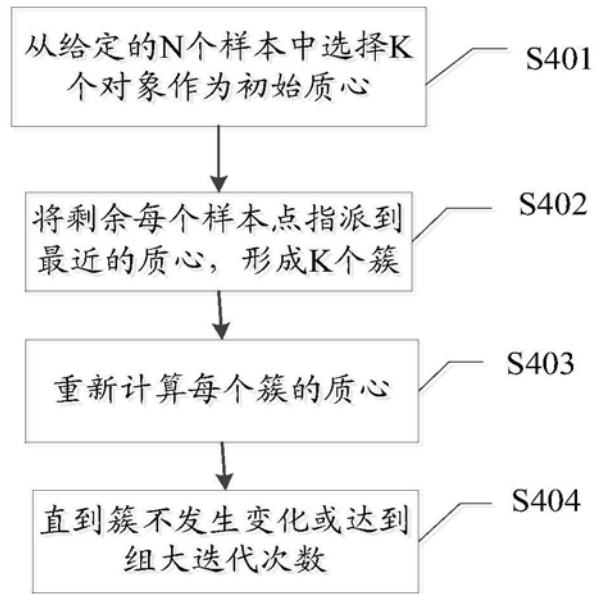 从给定的N个样本中选择K
个对象作为初始质心
S401
将剩余每个样本点指派到
最近的质心，形成K个簇
S402
重新计算每个簇的质心
S403
直到簇不发生变化或达到
组大迭代次数
S404